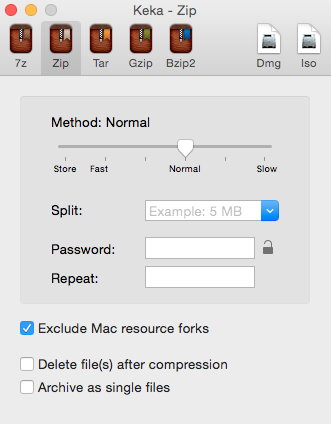 Keka - Zip
7z Zip Tar Gzip Bzip2 Dmg Iso
Method: Normal
Store Fast Normal Slow
Split: Example: 5 MB
Password:
Repeat:
Exclude Mac resource forks
Delete file(s) after compression
Archive as single files